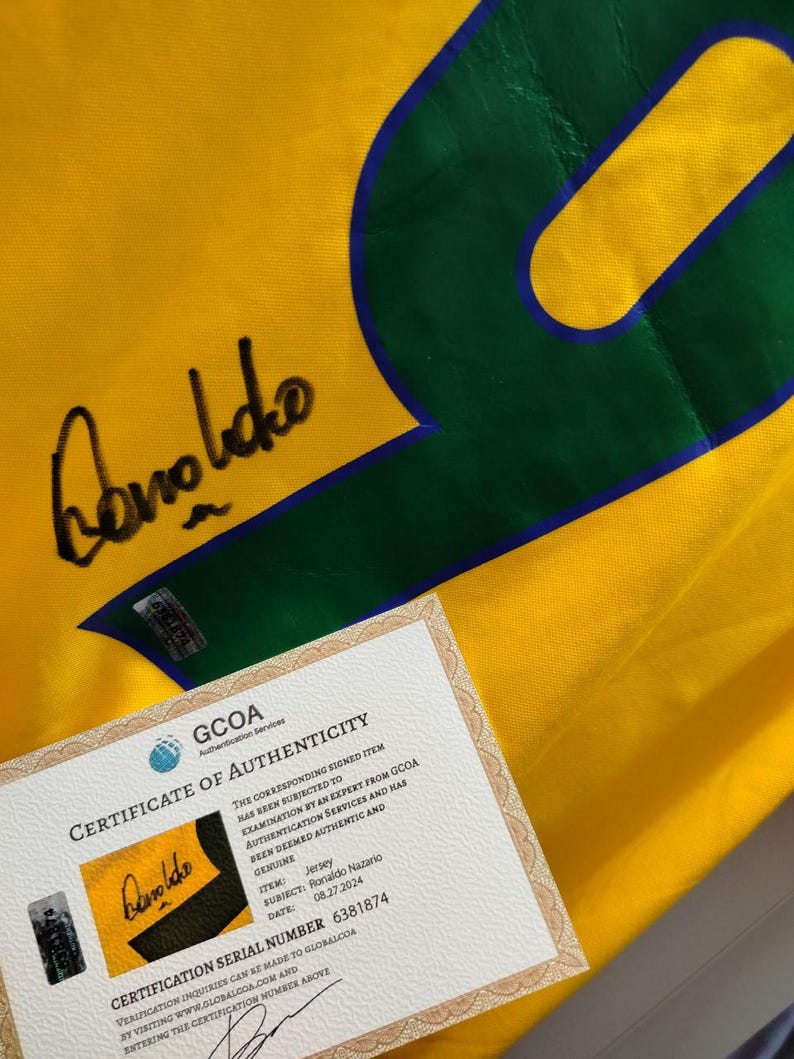 9
Ronaldo
GCOA
Authentication Services
CERTIFICATE OF AUTHENTICITY
THE CORRESPONDING SIGNED ITEM
HAS BEEN SUBJECTED TO
EXAMINATION BY AN EXPERT FROM GCOA
AUTHENTICATION SERVICES AND HAS
BEEN DEEMED AUTHENTIC AND
GENUINE
ITEM: Jersey
SUBJECT: Ronaldo Nazario
DATE: 08.27.2024
CERTIFICATION SERIAL NUMBER 6381874
VERIFICATION INQUIRIES CAN BE MADE TO GLOBALCOA
BY VISITING WWW.GLOBALCOA.COM AND
ENTERING THE CERTIFICATION NUMBER ABOVE